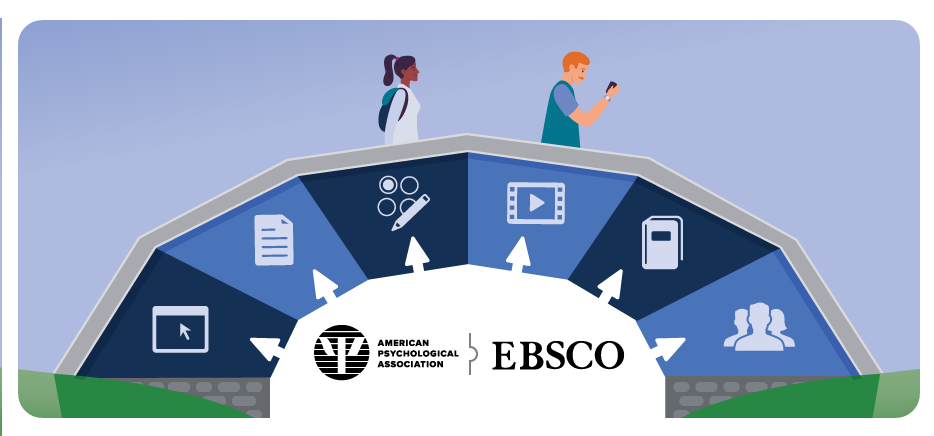 AMERICAN
PSYCHOLOGICAL
ASSOCIATION
EBSCO